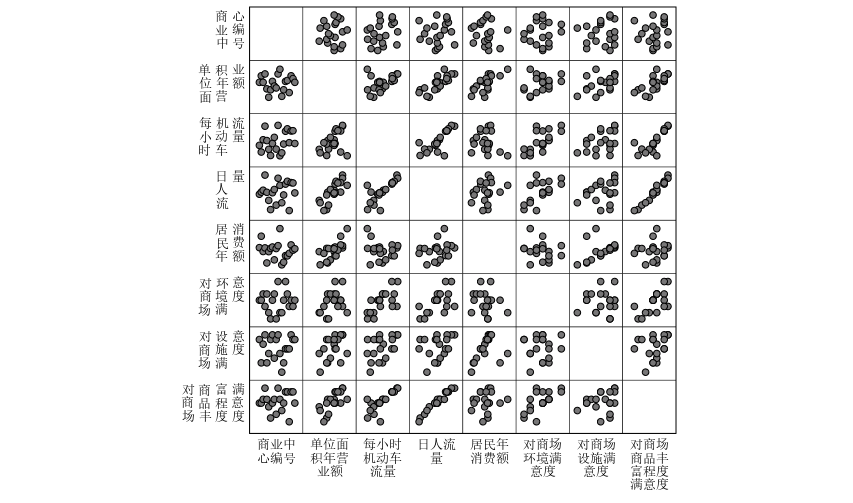 商业中
心编号
单位面
积年营
业额
每小时
机动车
流量
日人流
量
居民年
消费额
对商场
环境满
意度
对商场
设施满
意度
对商场
商品丰
富程度
满意度
商业中
心编号
单位面
积年营
业额
每小时
机动车
流量
日人流
量
居民年
消费额
对商场
环境满
意度
对商场
设施满
意度
对商场
商品丰
富程度
满意度